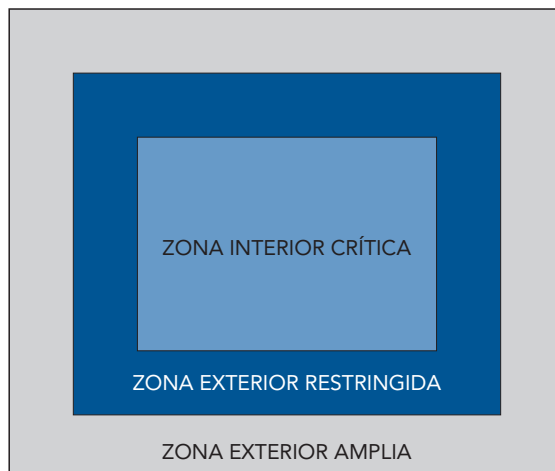 ZONA INTERIOR CRÍTICA
ZONA EXTERIOR RESTRINGIDA
ZONA EXTERIOR AMPLIA